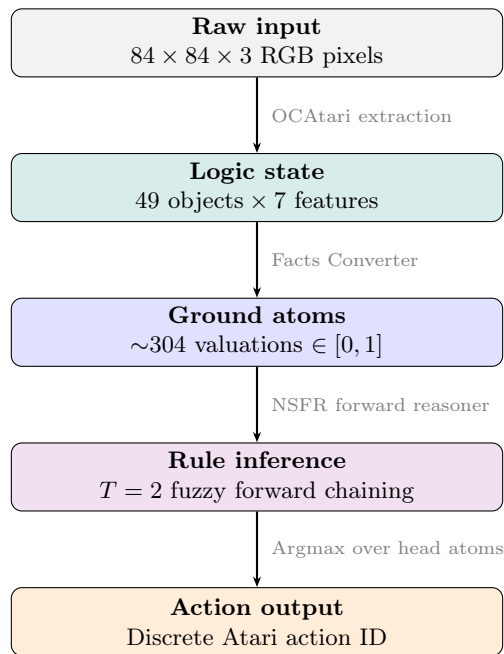 Raw input
84 × 84 × 3 RGB pixels
OCAtari extraction
Logic state
49 objects × 7 features
Facts Converter
Ground atoms
∼304 valuations ∈ [0, 1]
NSFR forward reasoner
Rule inference
T = 2 fuzzy forward chaining
Argmax over head atoms
Action output
Discrete Atari action ID